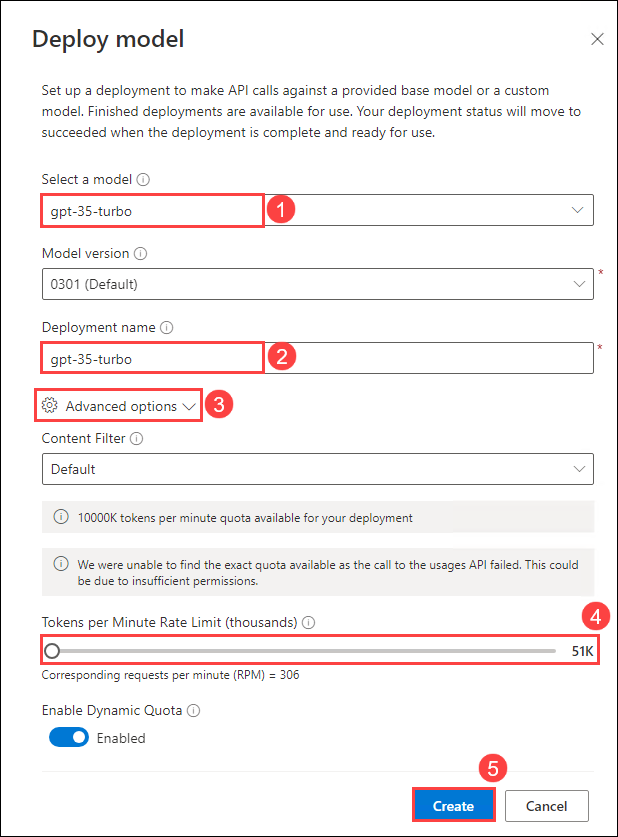 Deploy model
Set up a deployment to make API calls against a provided base model or a custom
model. Finished deployments are available for use. Your deployment status will move to
succeeded when the deployment is complete and ready for use.
Select a model
gpt-35-turbo
1
Model version
0301 (Default)
*
Deployment name
gpt-35-turbo
2
*
Advanced options
3
Content Filter
Default
10000K tokens per minute quota available for your deployment
We were unable to find the exact quota available as the call to the usages API failed. This could
be due to insufficient permissions.
Tokens per Minute Rate Limit (thousands)
4
51K
Corresponding requests per minute (RPM) = 306
Enable Dynamic Quota
Enabled
5
Create
Cancel